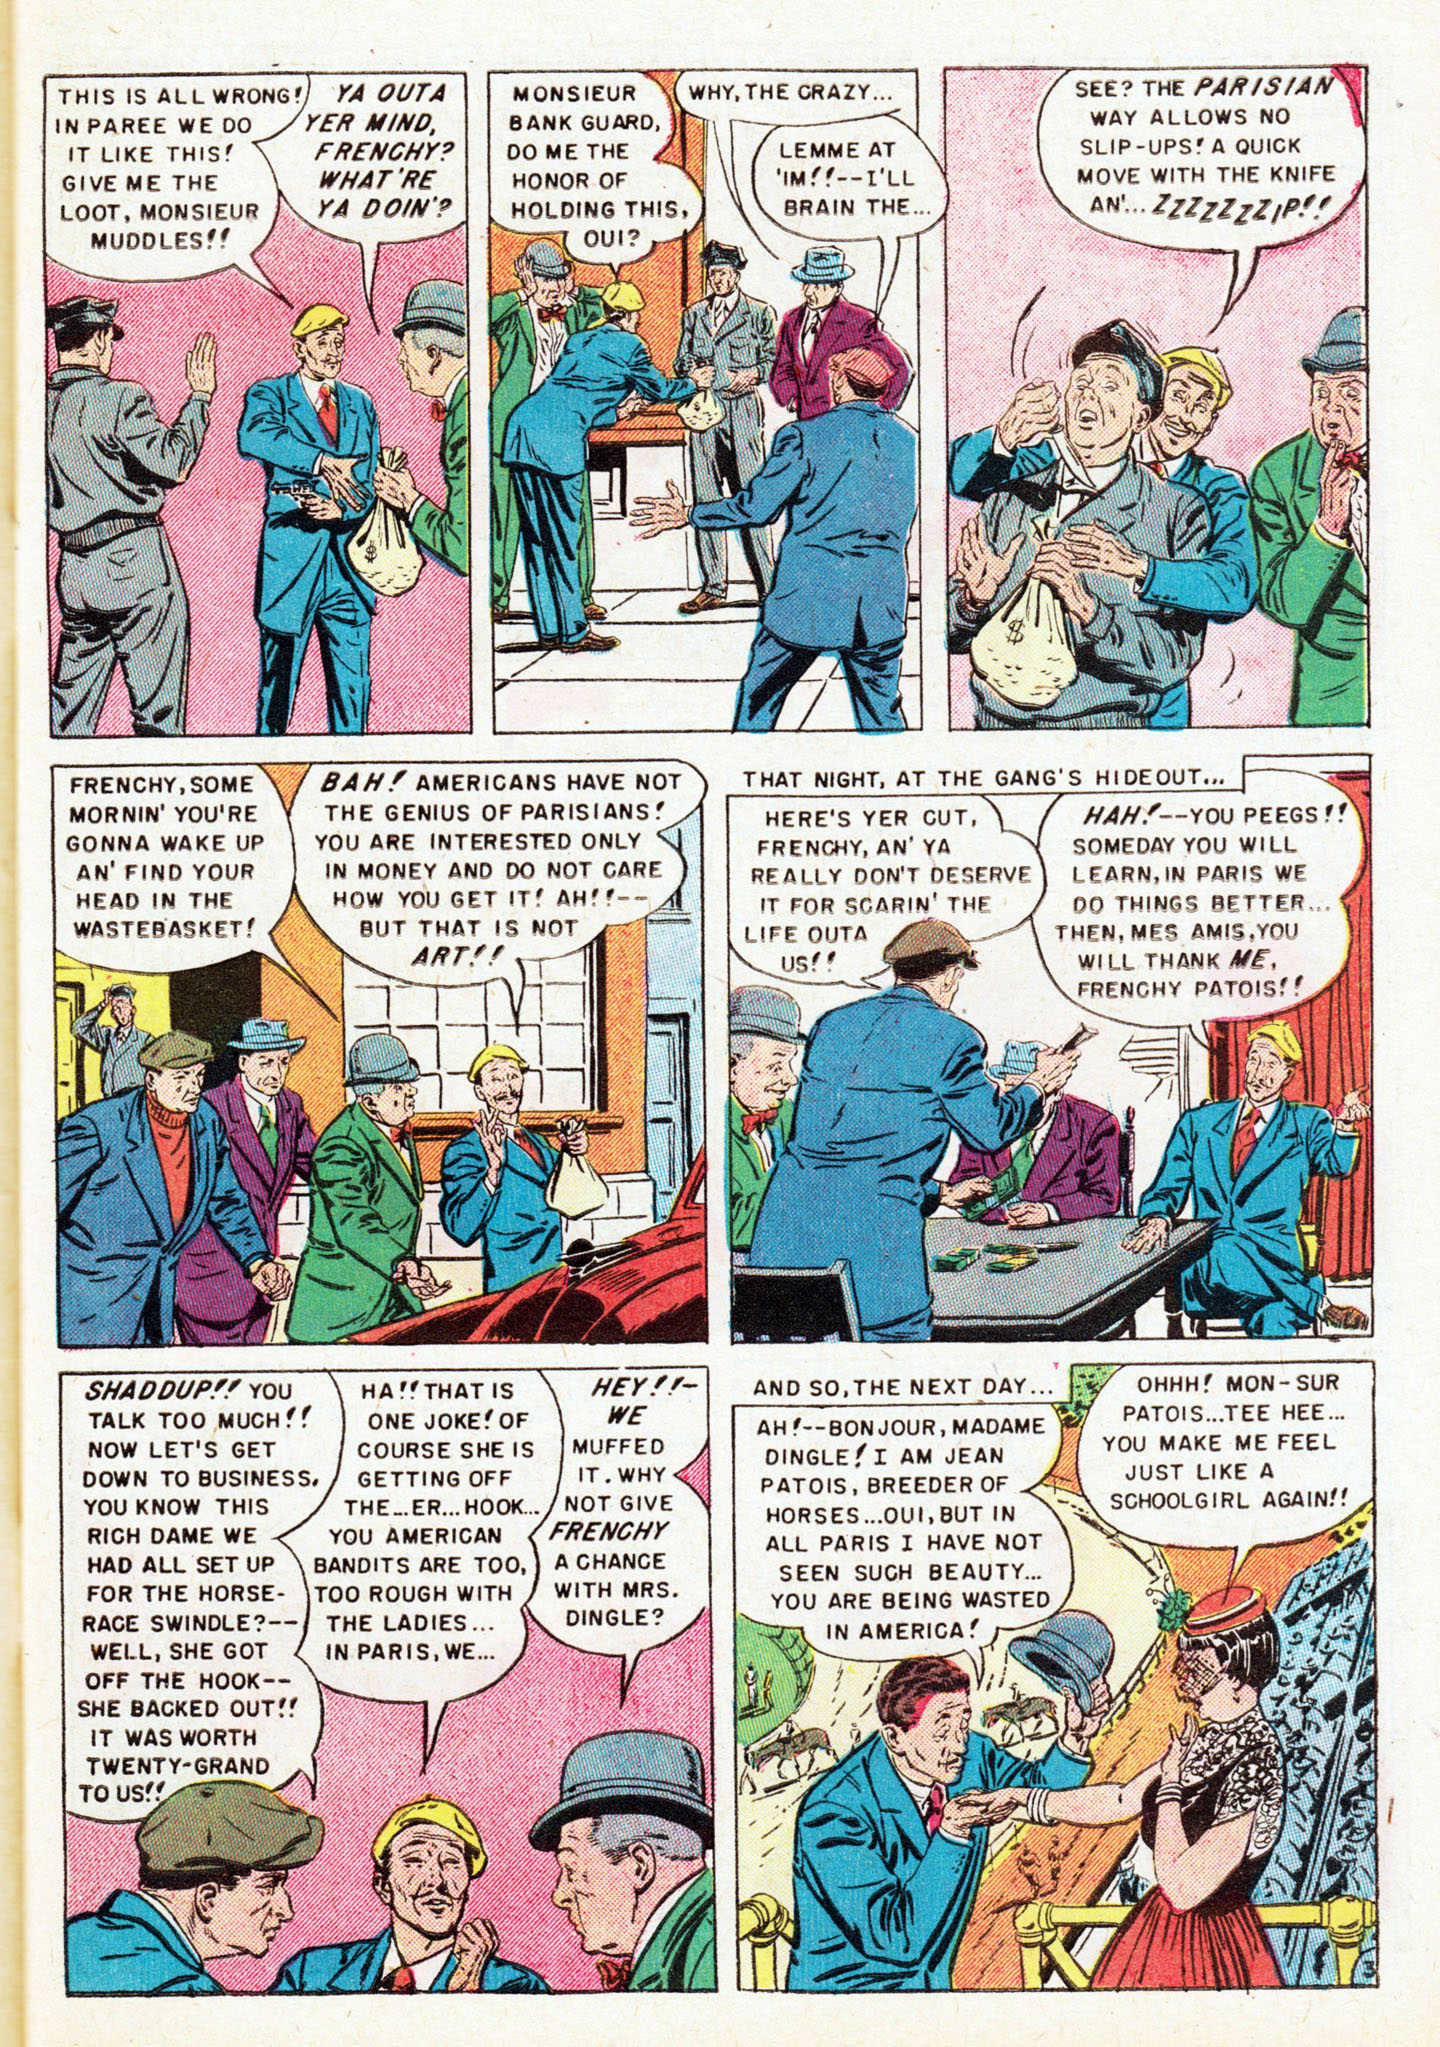 THIS IS ALL WRONG!
IN PAREE WE DO
IT LIKE THIS!
GIVE ME THE
LOOT, MONSIEUR
MUDDLES!!
YA OUTA
YER MIND,
FRENCHY?
WHAT'RE
YA DOIN'?
$
MONSIEUR
BANK GUARD,
DO ME THE
HONOR OF
HOLDING THIS,
OUI?
WHY, THE CRAZY...
LEMME AT
'IM!!--I'LL
BRAIN THE...
SEE? THE PARISIAN
WAY ALLOWS NO
SLIP-UPS! A QUICK
MOVE WITH THE KNIFE
AN'... ZZZZZZZIP!!
$
FRENCHY, SOME
MORNIN' YOU'RE
GONNA WAKE UP
AN' FIND YOUR
HEAD IN THE
WASTEBASKET!
BAH! AMERICANS HAVE NOT
THE GENIUS OF PARISIANS!
YOU ARE INTERESTED ONLY
IN MONEY AND DO NOT CARE
HOW YOU GET IT! AH!!--
BUT THAT IS NOT
ART!!
THAT NIGHT, AT THE GANG'S HIDEOUT...
HERE'S YER CUT,
FRENCHY, AN' YA
REALLY DON'T DESERVE
IT FOR SCARIN' THE
LIFE OUTA
US!!
HAH!--YOU PEEGS!!
SOMEDAY YOU WILL
LEARN, IN PARIS WE
DO THINGS BETTER...
THEN, MES AMIS, YOU
WILL THANK ME,
FRENCHY PATOIS!!
SHADDUP!! YOU
TALK TOO MUCH!!
NOW LET'S GET
DOWN TO BUSINESS.
YOU KNOW THIS
RICH DAME WE
HAD ALL SET UP
FOR THE HORSE-
RACE SWINDLE?--
WELL, SHE GOT
OFF THE HOOK--
SHE BACKED OUT!!
IT WAS WORTH
TWENTY-GRAND
TO US!!
HA!! THAT IS
ONE JOKE! OF
COURSE SHE IS
GETTING OFF
THE...ER...HOOK...
YOU AMERICAN
BANDITS ARE TOO,
TOO ROUGH WITH
THE LADIES...
IN PARIS, WE...
HEY!!-
WE
MUFFED
IT. WHY
NOT GIVE
FRENCHY
A CHANCE
WITH MRS.
DINGLE?
AND SO, THE NEXT DAY...
AH!--BONJOUR, MADAME
DINGLE! I AM JEAN
PATOIS, BREEDER OF
HORSES...OUI, BUT IN
ALL PARIS I HAVE NOT
SEEN SUCH BEAUTY...
YOU ARE BEING WASTED
IN AMERICA!
OHHH! MON-SUR
PATOIS...TEE HEE...
YOU MAKE ME FEEL
JUST LIKE A
SCHOOLGIRL AGAIN!!
3